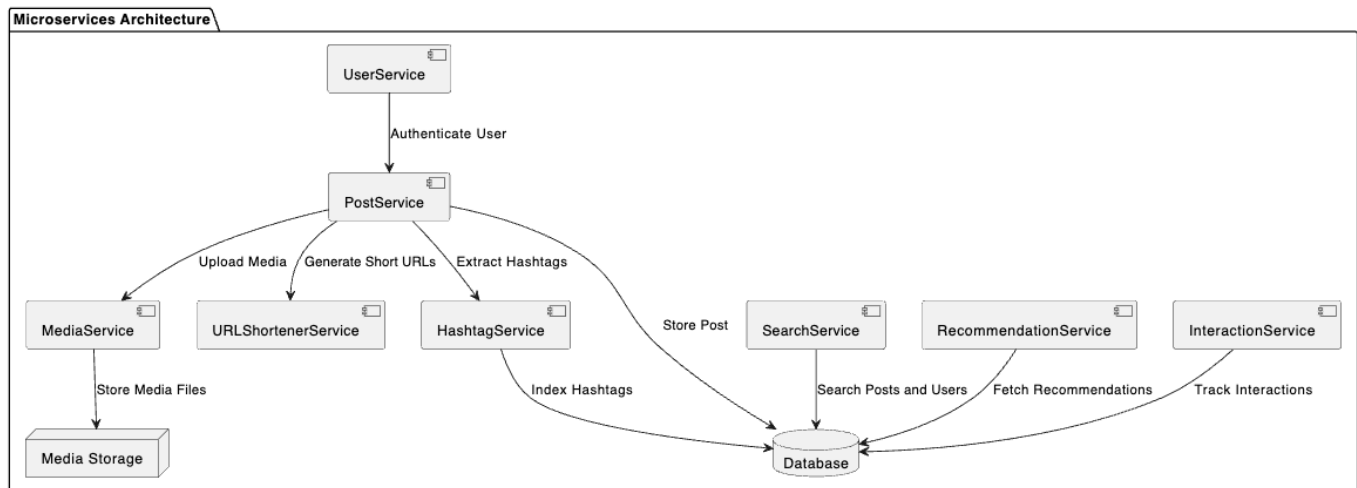 Microservices Architecture
UserService
Authenticate User
PostService
Upload Media
Generate Short URLs
Extract Hashtags
MediaService
URLShortenerService
HashtagService
Store Post
SearchService
RecommendationService
InteractionService
Store Media Files
Index Hashtags
Search Posts and Users
Fetch Recommendations
Track Interactions
Media Storage
Database